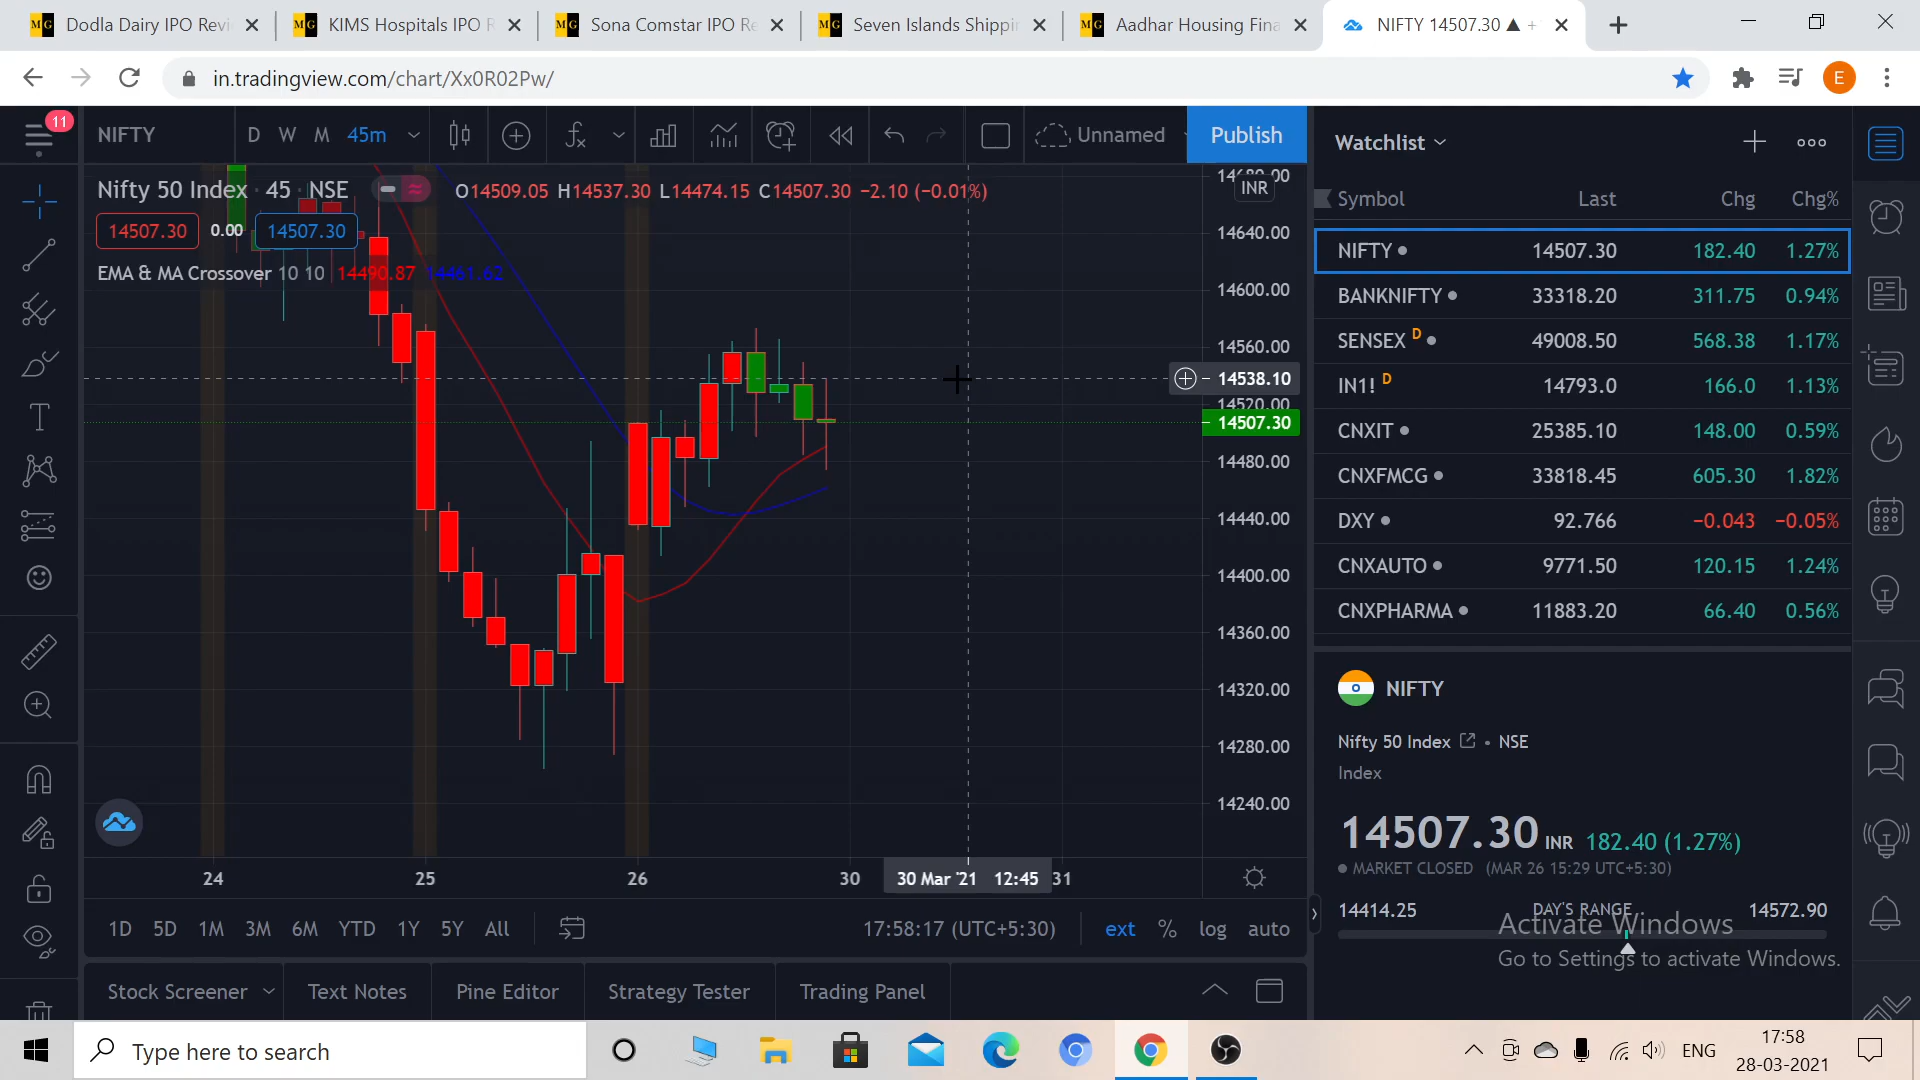 Dodla Dairy IPO Revi
KIMS Hospitals IPO R
Sona Comstar IPO Re
Seven Islands Shippin
Aadhar Housing Fina
NIFTY 14507.30 ▲ +
in.tradingview.com/chart/Xx0R02Pw/
E
11
NIFTY D W M 45m Unnamed Publish
Nifty 50 Index · 45 NSE O14509.05 H14537.30 L14474.15 C14507.30 −2.10 (−0.01%)
14507.30 0.00 14507.30
EMA & MA Crossover 10 10 14490.87 14461.62
INR
14640.00
14600.00
14560.00
14538.10
14520.00
14507.30
14480.00
14440.00
14400.00
14360.00
14320.00
14280.00
14240.00
24 25 26 30 30 Mar '21 12:45 31
1D 5D 1M 3M 6M YTD 1Y 5Y All 17:58:17 (UTC+5:30) ext % log auto
Stock Screener Text Notes Pine Editor Strategy Tester Trading Panel
Watchlist
Symbol Last Chg Chg%
NIFTY 14507.30 182.40 1.27%
BANKNIFTY 33318.20 311.75 0.94%
SENSEX D 49008.50 568.38 1.17%
IN1! D 14793.0 166.0 1.13%
CNXIT 25385.10 148.00 0.59%
CNXFMCG 33818.45 605.30 1.82%
DXY 92.766 −0.043 −0.05%
CNXAUTO 9771.50 120.15 1.24%
CNXPHARMA 11883.20 66.40 0.56%
NIFTY
Nifty 50 Index • NSE
Index
14507.30 INR 182.40 (1.27%)
MARKET CLOSED (MAR 26 15:29 UTC+5:30)
14414.25 DAY'S RANGE 14572.90
Activate Windows
Go to Settings to activate Windows.
Type here to search
ENG
17:58
28-03-2021